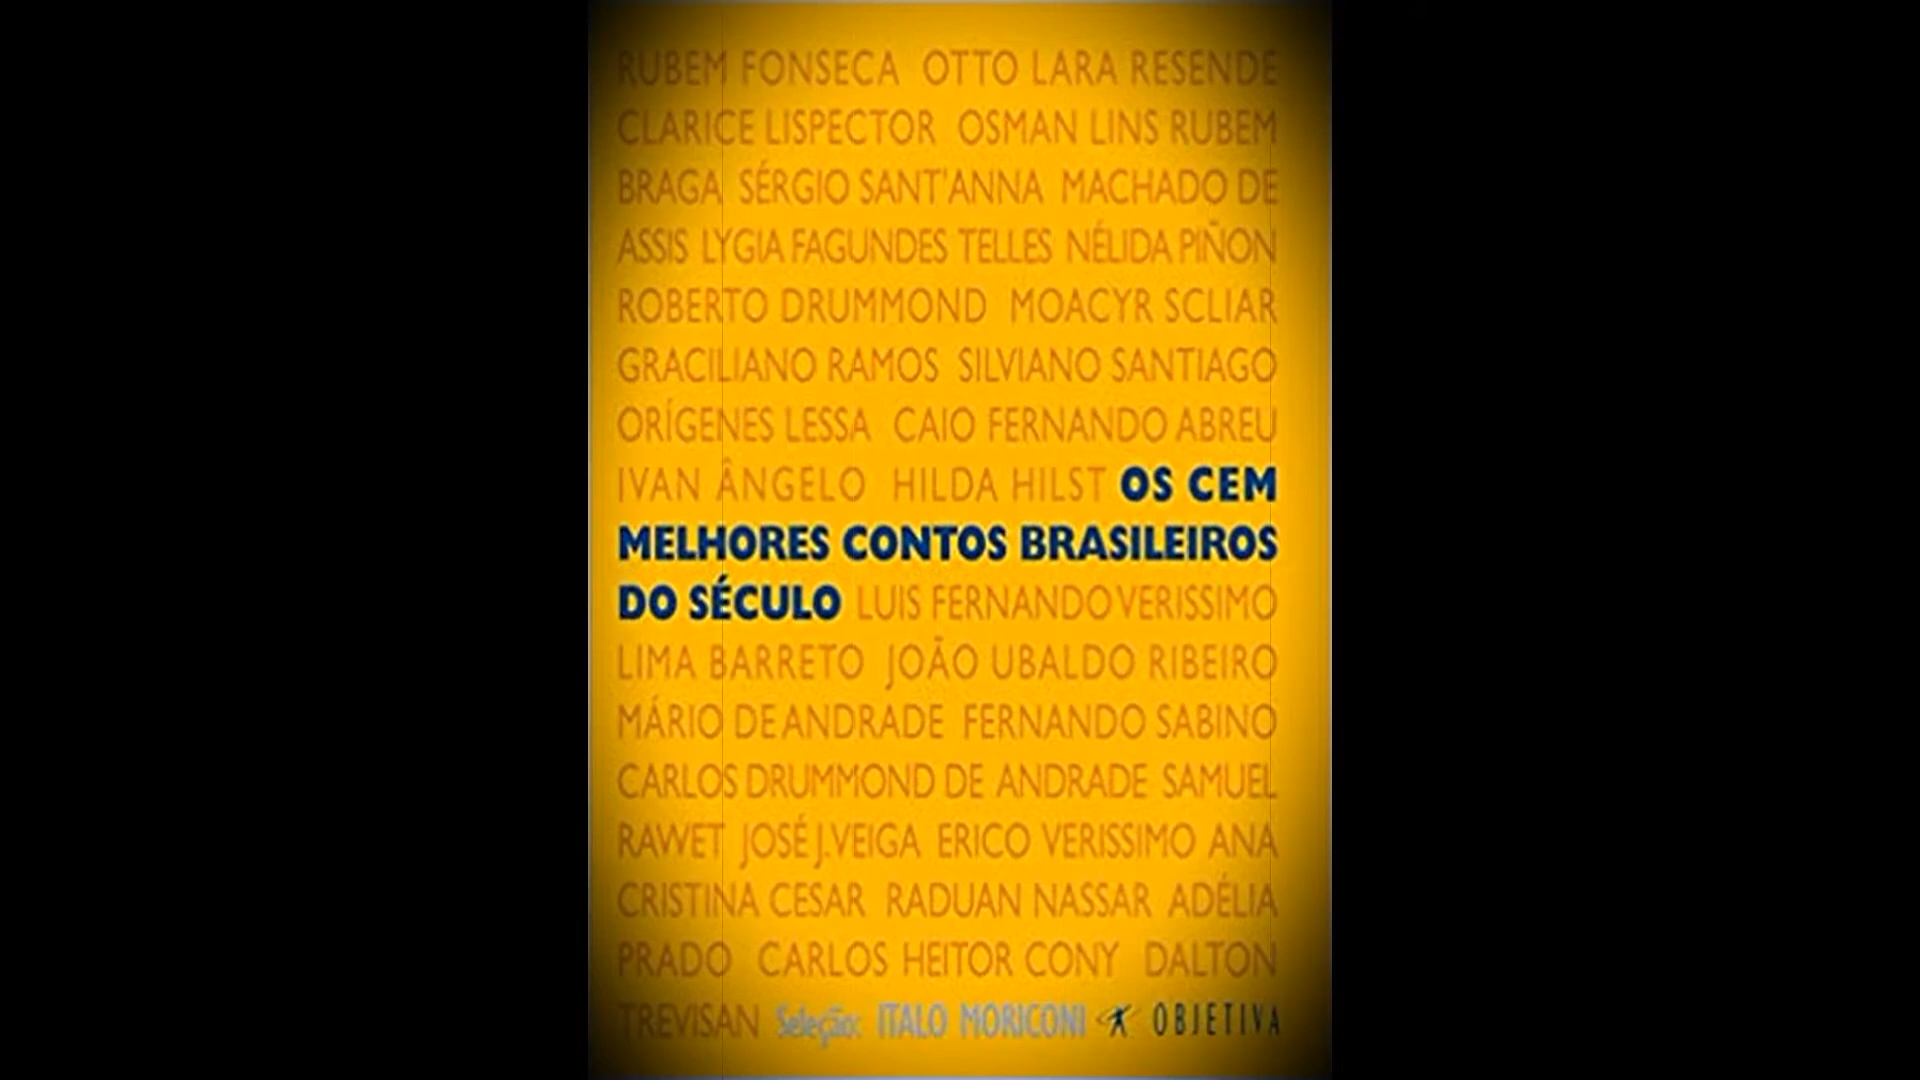 RUBEM FONSECA OTTO LARA RESENDE
CLARICE LISPECTOR OSMAN LINS RUBEM
BRAGA SÉRGIO SANT'ANNA MACHADO DE
ASSIS LYGIA FAGUNDES TELLES NÉLIDA PIÑON
ROBERTO DRUMMOND MOACYR SCLIAR
GRACILIANO RAMOS SILVIANO SANTIAGO
ORÍGENES LESSA CAIO FERNANDO ABREU
IVAN ÂNGELO HILDA HILST OS CEM
MELHORES CONTOS BRASILEIROS
DO SÉCULO LUIS FERNANDO VERISSIMO
LIMA BARRETO JOÃO UBALDO RIBEIRO
MÁRIO DE ANDRADE FERNANDO SABINO
CARLOS DRUMMOND DE ANDRADE SAMUEL
RAWET JOSÉ J.VEIGA ERICO VERISSIMO ANA
CRISTINA CESAR RADUAN NASSAR ADÉLIA
PRADO CARLOS HEITOR CONY DALTON
TREVISAN Seleção: ITALO MORICONI OBJETIVA